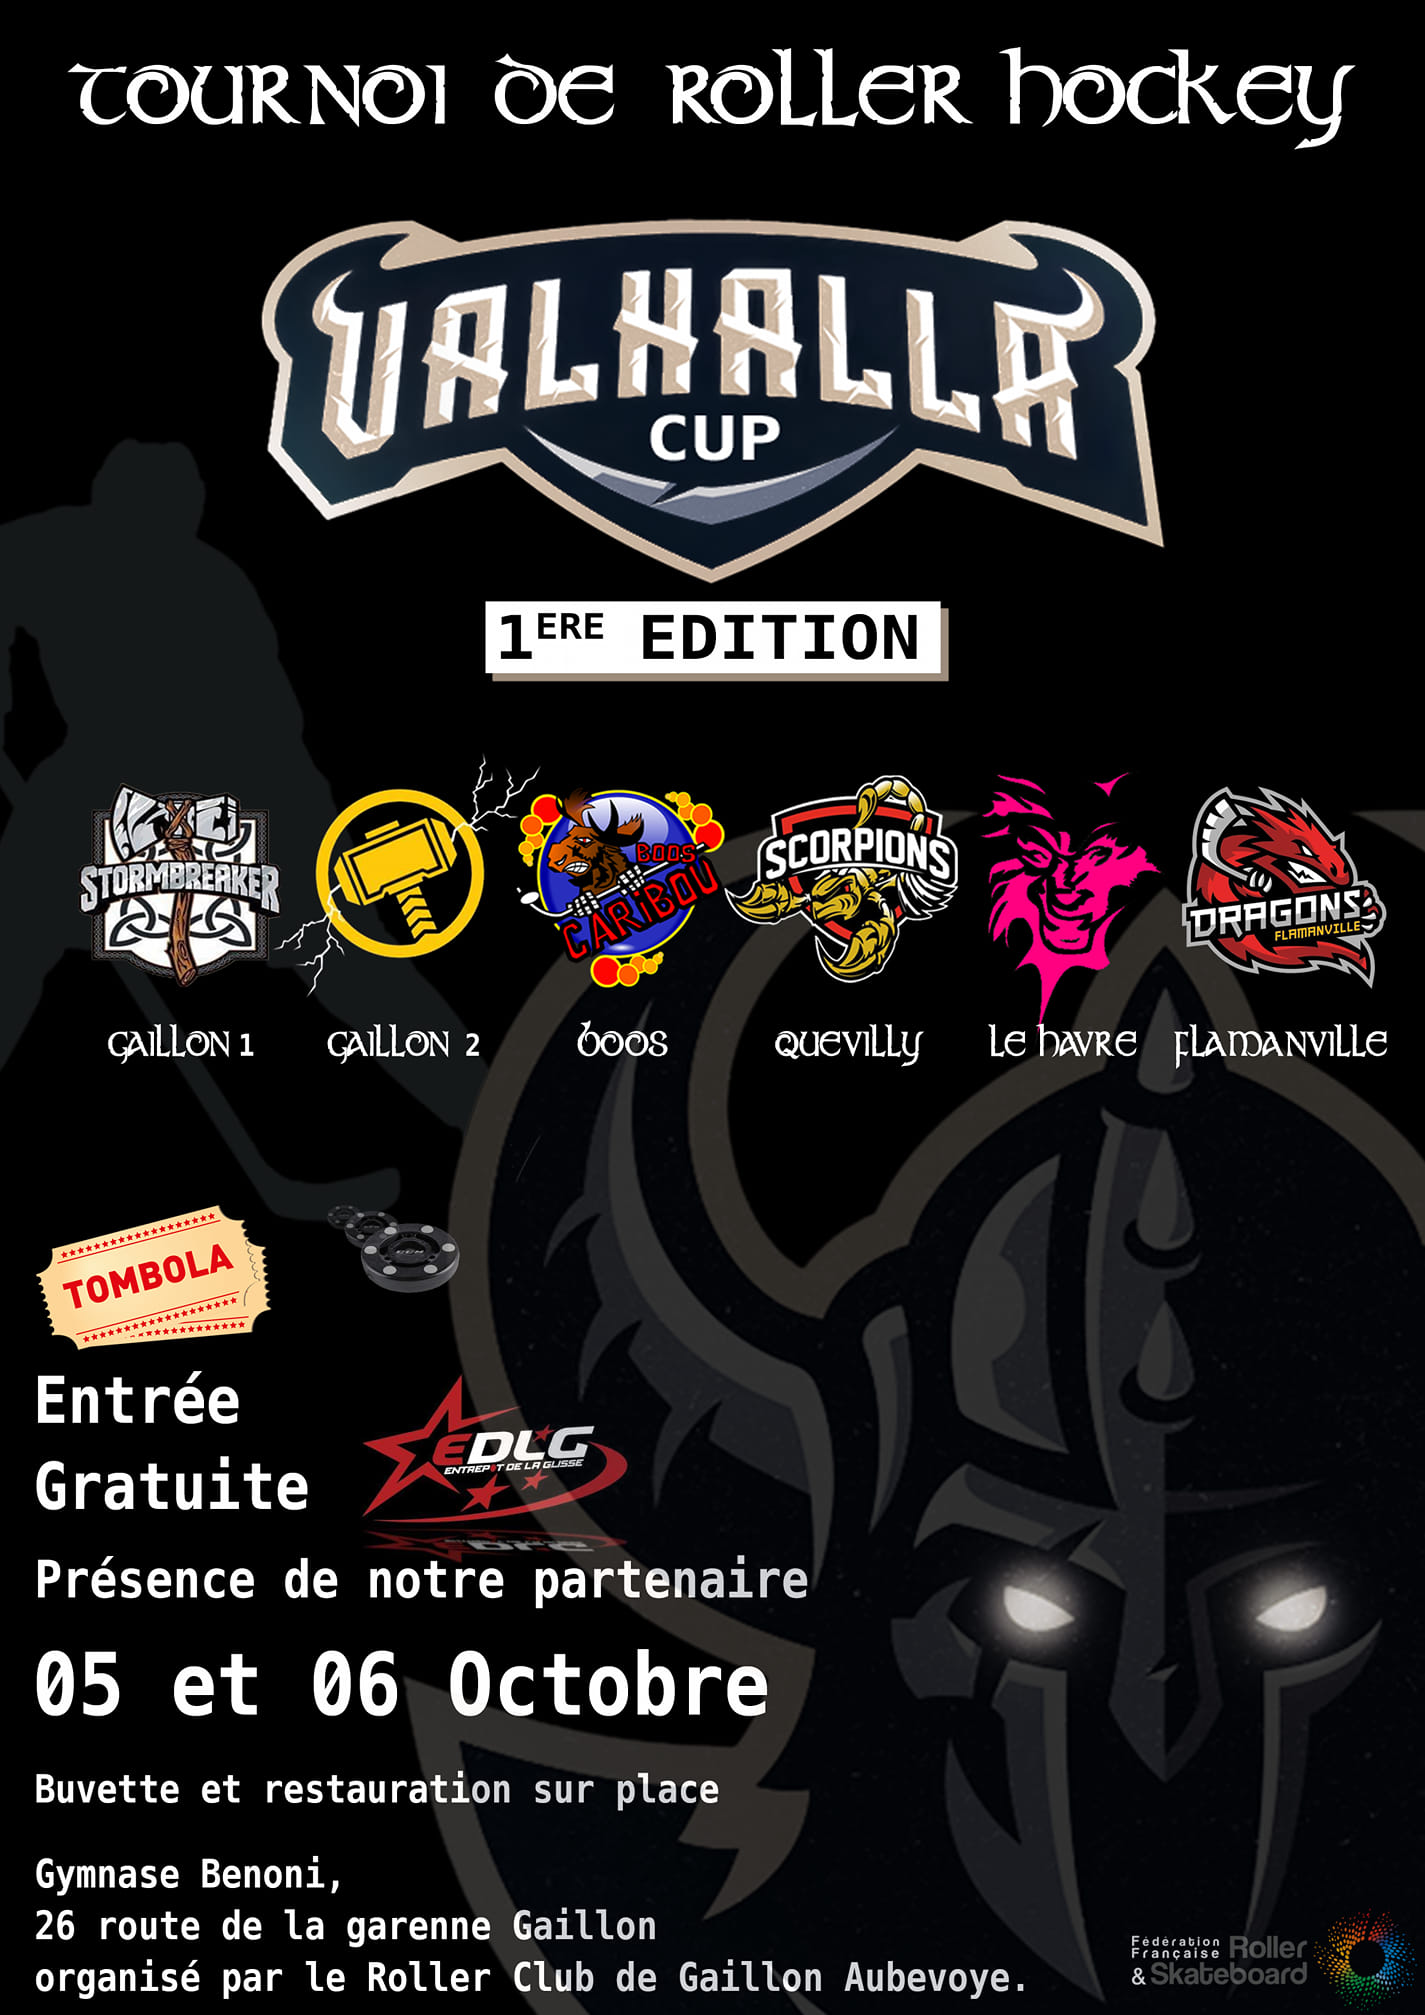 TOURNOI DE ROLLER HOCKEY
VALHALLA
CUP
1ERE EDITION
STORMBREAKER
BOOS
CARIBOU
SCORPIONS
DRAGONS
FLAMANVILLE
GAILLON 1
GAILLON 2
BOOS
QUEVILLY
LE HAVRE
FLAMANVILLE
TOMBOLA
CCM
Entrée
Gratuite
EDLG
ENTREPOT DE LA GLISSE
Présence de notre partenaire
05 et 06 Octobre
Buvette et restauration sur place
Gymnase Benoni,
26 route de la garenne Gaillon
organisé par le Roller Club de Gaillon Aubevoye.
Fédération
Française Roller
& Skateboard